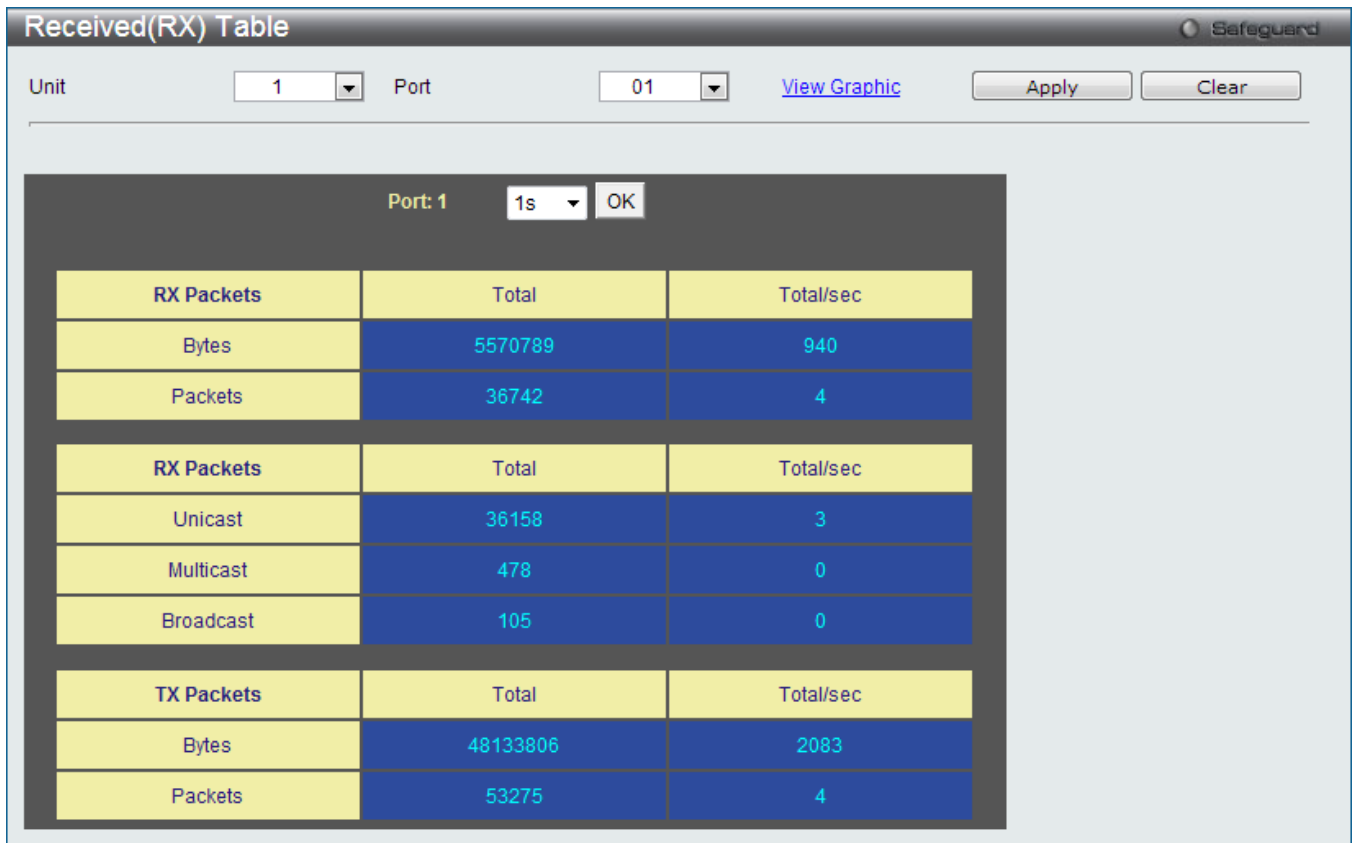 Received(RX) Table Safeguard
Unit 1 Port 01 View Graphic Apply Clear
Port: 1 1s OK
RX Packets Total Total/sec
Bytes 5570789 940
Packets 36742 4
RX Packets Total Total/sec
Unicast 36158 3
Multicast 478 0
Broadcast 105 0
TX Packets Total Total/sec
Bytes 48133806 2083
Packets 53275 4